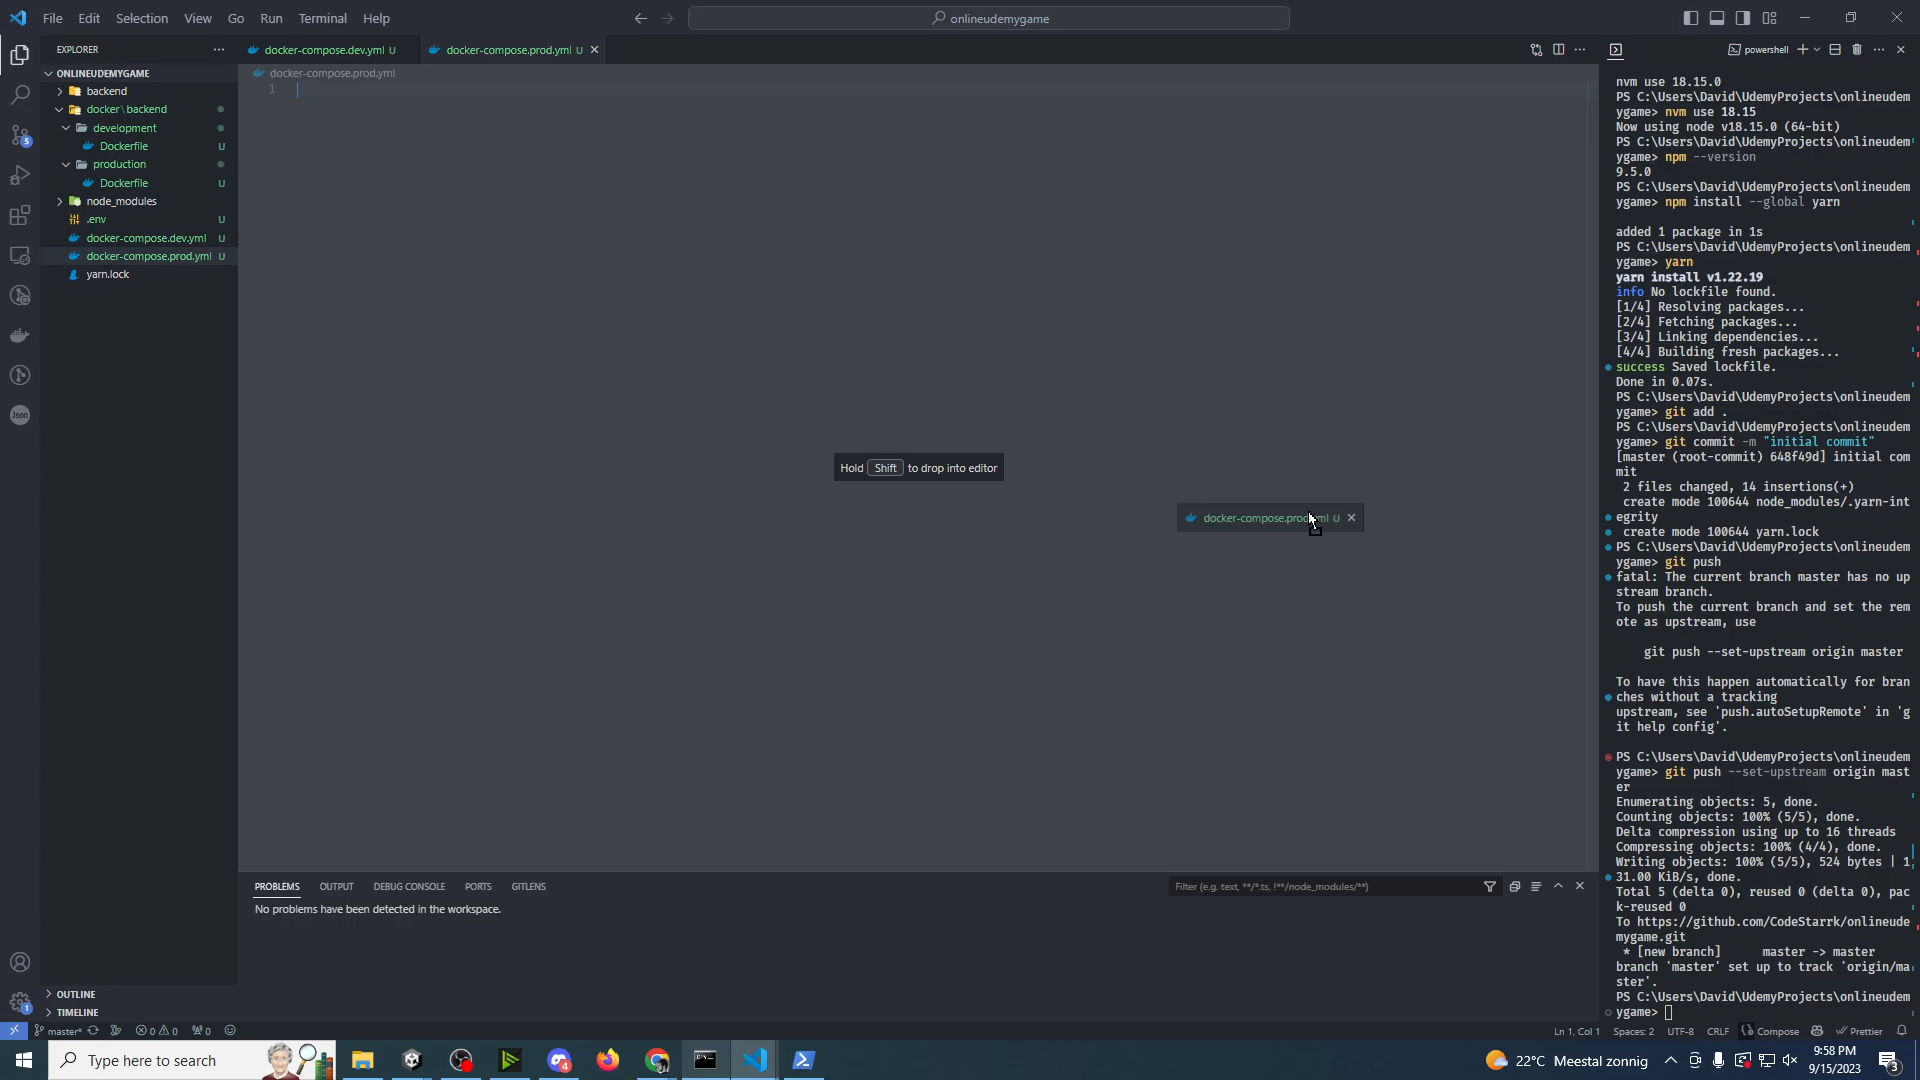 File Edit Selection View Go Run Terminal Help
onlineudemygame
EXPLORER
ONLINEUDEMYGAME
backend
docker\backend
development
Dockerfile U
production
Dockerfile U
node_modules
.env U
docker-compose.dev.yml U
docker-compose.prod.yml U
yarn.lock
OUTLINE
TIMELINE
docker-compose.dev.yml U
docker-compose.prod.yml U
docker-compose.prod.yml
1
Hold Shift to drop into editor
docker-compose.prod.yml U
PROBLEMS OUTPUT DEBUG CONSOLE PORTS GITLENS
Filter (e.g. text, **/*.ts, !**/node_modules/**)
No problems have been detected in the workspace.
powershell
nvm use 18.15.0
PS C:\Users\David\UdemyProjects\onlineudem
ygame> nvm use 18.15
Now using node v18.15.0 (64-bit)
PS C:\Users\David\UdemyProjects\onlineudem
ygame> npm --version
9.5.0
PS C:\Users\David\UdemyProjects\onlineudem
ygame> npm install --global yarn
added 1 package in 1s
PS C:\Users\David\UdemyProjects\onlineudem
ygame> yarn
yarn install v1.22.19
info No lockfile found.
[1/4] Resolving packages...
[2/4] Fetching packages...
[3/4] Linking dependencies...
[4/4] Building fresh packages...
success Saved lockfile.
Done in 0.07s.
PS C:\Users\David\UdemyProjects\onlineudem
ygame> git add .
PS C:\Users\David\UdemyProjects\onlineudem
ygame> git commit -m "initial commit"
[master (root-commit) 648f49d] initial com
mit
2 files changed, 14 insertions(+)
create mode 100644 node_modules/.yarn-int
egrity
create mode 100644 yarn.lock
PS C:\Users\David\UdemyProjects\onlineudem
ygame> git push
fatal: The current branch master has no up
stream branch.
To push the current branch and set the rem
ote as upstream, use
git push --set-upstream origin master
To have this happen automatically for bran
ches without a tracking
upstream, see 'push.autoSetupRemote' in 'g
it help config'.
PS C:\Users\David\UdemyProjects\onlineudem
ygame> git push --set-upstream origin mast
er
Enumerating objects: 5, done.
Counting objects: 100% (5/5), done.
Delta compression using up to 16 threads
Compressing objects: 100% (4/4), done.
Writing objects: 100% (5/5), 524 bytes | 1
31.00 KiB/s, done.
Total 5 (delta 0), reused 0 (delta 0), pac
k-reused 0
To https://github.com/CodeStarrk/onlineude
mygame.git
* [new branch] master -> master
branch 'master' set up to track 'origin/ma
ster'.
PS C:\Users\David\UdemyProjects\onlineudem
ygame>
master* 0 0 0
Ln 1, Col 1 Spaces: 2 UTF-8 CRLF Compose Prettier
Type here to search
22°C Meestal zonnig
9:58 PM
9/15/2023
3
5
1
Json
4